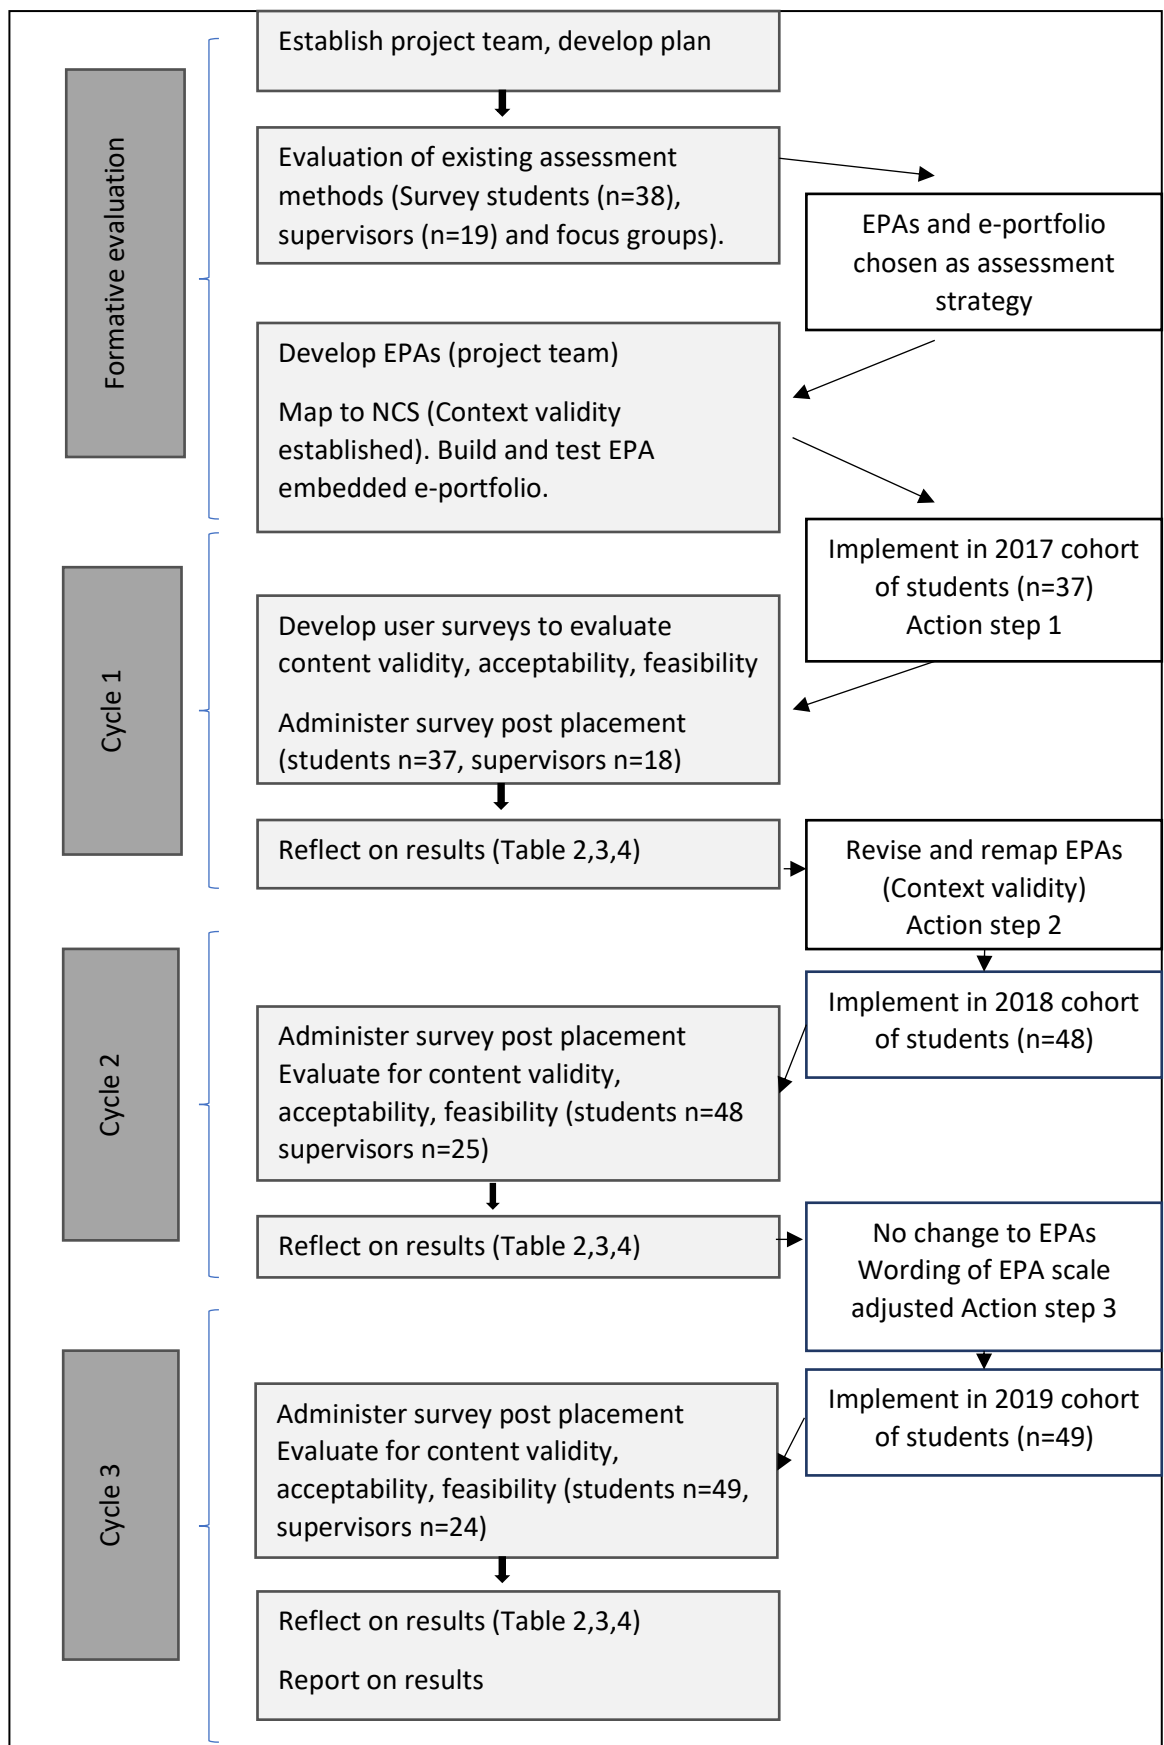 Formative evaluation
Establish project team, develop plan
Evaluation of existing assessment
methods (Survey students (n=38),
supervisors (n=19) and focus groups).
EPAs and e-portfolio
chosen as assessment
strategy
Develop EPAs (project team)
Map to NCS (Context validity
established). Build and test EPA
embedded e-portfolio.
Cycle 1
Implement in 2017 cohort
of students (n=37)
Action step 1
Develop user surveys to evaluate
content validity, acceptability, feasibility
Administer survey post placement
(students n=37, supervisors n=18)
Reflect on results (Table 2,3,4)
Revise and remap EPAs
(Context validity)
Action step 2
Cycle 2
Implement in 2018 cohort
of students (n=48)
Administer survey post placement
Evaluate for content validity,
acceptability, feasibility (students n=48
supervisors n=25)
Reflect on results (Table 2,3,4)
No change to EPAs
Wording of EPA scale
adjusted Action step 3
Cycle 3
Implement in 2019 cohort
of students (n=49)
Administer survey post placement
Evaluate for content validity,
acceptability, feasibility (students n=49,
supervisors n=24)
Reflect on results (Table 2,3,4)
Report on results